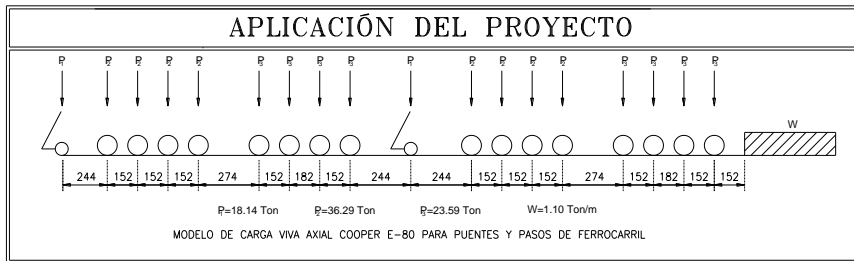 APLICACIÓN DEL PROYECTO
P₁ P₂ P₂ P₂ P₂ P₃ P₃ P₃ P₃ P₁ P₂ P₂ P₂ P₂ P₃ P₃ P₃ P₃
W
244 152 152 152 274 152 182 152 244 244 152 152 152 274 152 182 152 152
P₁=18.14 Ton P₂=36.29 Ton P₃=23.59 Ton W=1.10 Ton/m
MODELO DE CARGA VIVA AXIAL COOPER E-80 PARA PUENTES Y PASOS DE FERROCARRIL